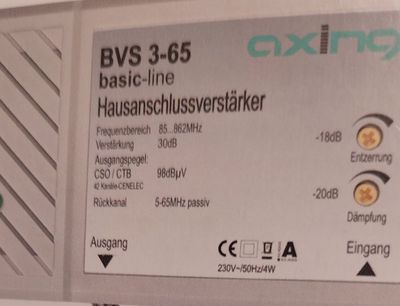 BVS 3-65
axing
basic-line
Hausanschlussverstärker
Frequenzbereich 85...862MHz
Verstärkung 30dB
Ausgangspegel:
CSO / CTB 98dBµV
42 Kanäle-CENELEC
Rückkanal 5-65MHz passiv
-18dB
Entzerrung
-20dB
Dämpfung
Ausgang
CE
A
230V~/50Hz/4W
Eingang